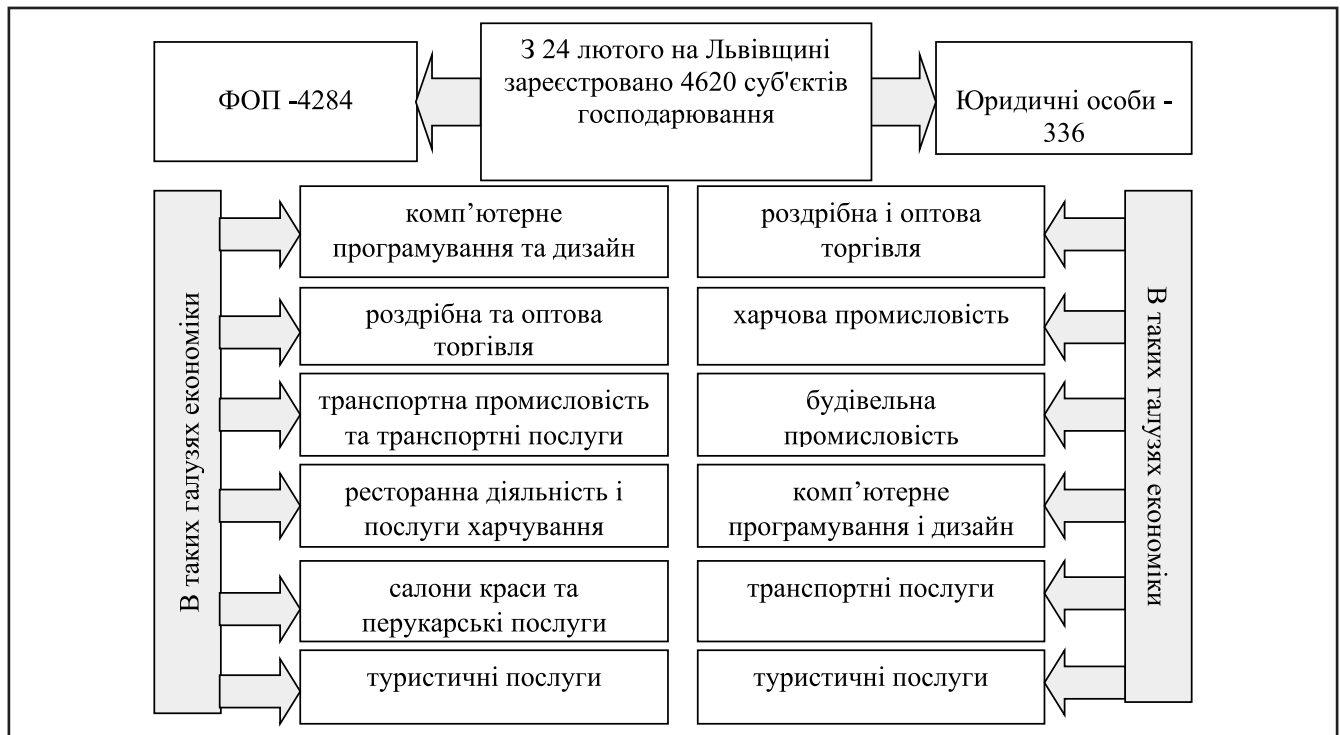 З 24 лютого на Львівщині
зареєстровано 4620 суб'єктів
господарювання
ФОП -4284
Юридичні особи -
336
В таких галузях економіки
комп’ютерне
програмування та дизайн
роздрібна та оптова
торгівля
транспортна промисловість
та транспортні послуги
ресторанна діяльність і
послуги харчування
салони краси та
перукарські послуги
туристичні послуги
роздрібна і оптова
торгівля
харчова промисловість
будівельна
промисловість
комп’ютерне
програмування і дизайн
транспортні послуги
туристичні послуги
В таких галузях економіки